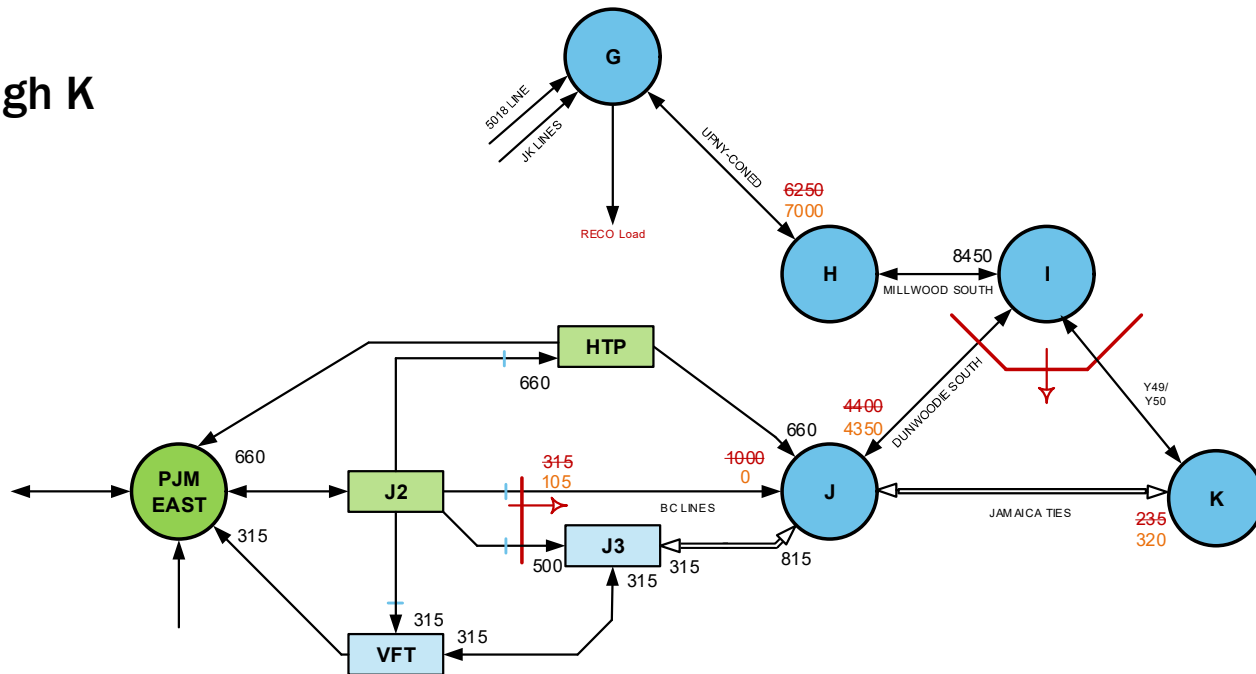 gh K
G
5018 LINE
JK LINES
UPNY-CONED
RECO Load
6250
7000
H
8450
I
MILLWOOD SOUTH
HTP
660
DUNWOODIE SOUTH
Y49/
Y50
4400
4350
660
PJM
EAST
660
J2
315
105
1000
0
BC LINES
J
JAMAICA TIES
K
235
320
315
500
J3
315
315
815
315
315
VFT